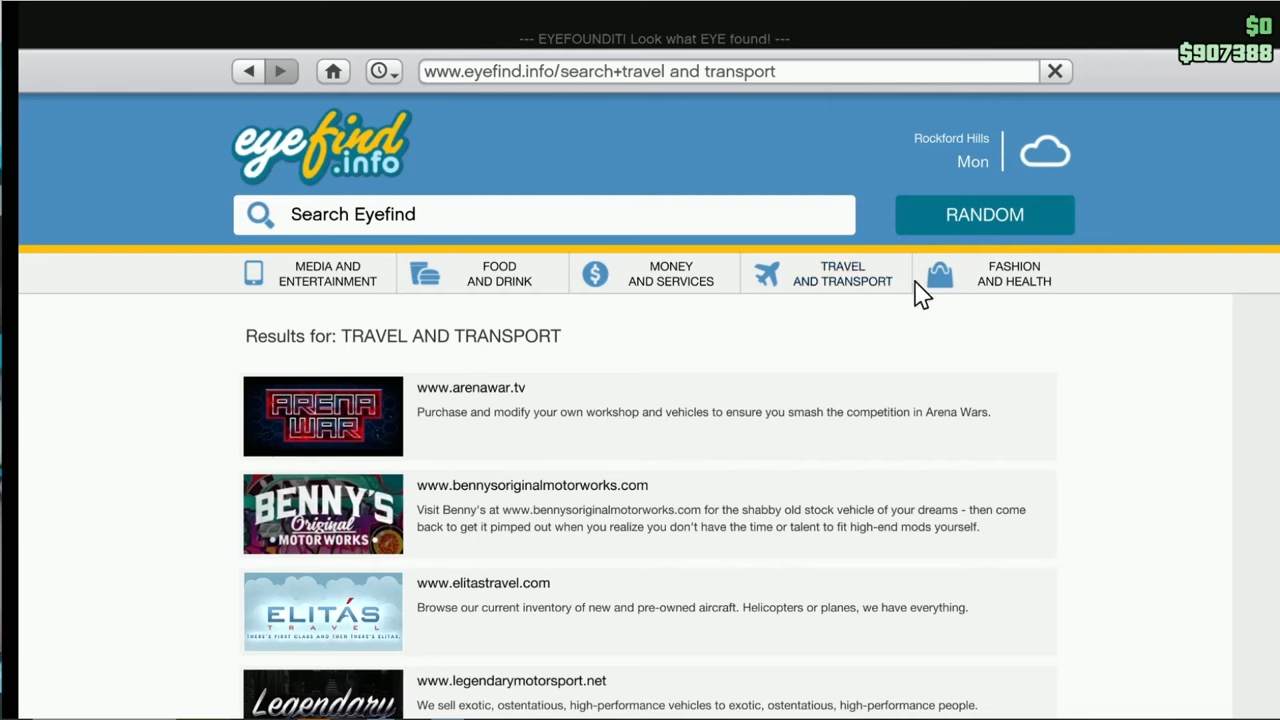 --- EYEFOUNDIT! Look what EYE found! ---
$0
$907388
www.eyefind.info/search+travel and transport
eyefind
.info
Rockford Hills
Mon
Search Eyefind
RANDOM
MEDIA AND
ENTERTAINMENT
FOOD
AND DRINK
MONEY
AND SERVICES
TRAVEL
AND TRANSPORT
FASHION
AND HEALTH
Results for: TRAVEL AND TRANSPORT
ARENA
WAR
www.arenawar.tv
Purchase and modify your own workshop and vehicles to ensure you smash the competition in Arena Wars.
BENNY'S
Original
MOTOR WORKS
www.bennysoriginalmotorworks.com
Visit Benny's at www.bennysoriginalmotorworks.com for the shabby old stock vehicle of your dreams - then come
back to get it pimped out when you realize you don't have the time or talent to fit high-end mods yourself.
ELITÁS
TRAVEL
THERE'S FIRST CLASS AND THEN THERE'S ELITAS.
www.elitastravel.com
Browse our current inventory of new and pre-owned aircraft. Helicopters or planes, we have everything.
Legendary
www.legendarymotorsport.net
We sell exotic, ostentatious, high-performance vehicles to exotic, ostentatious, high-performance people.